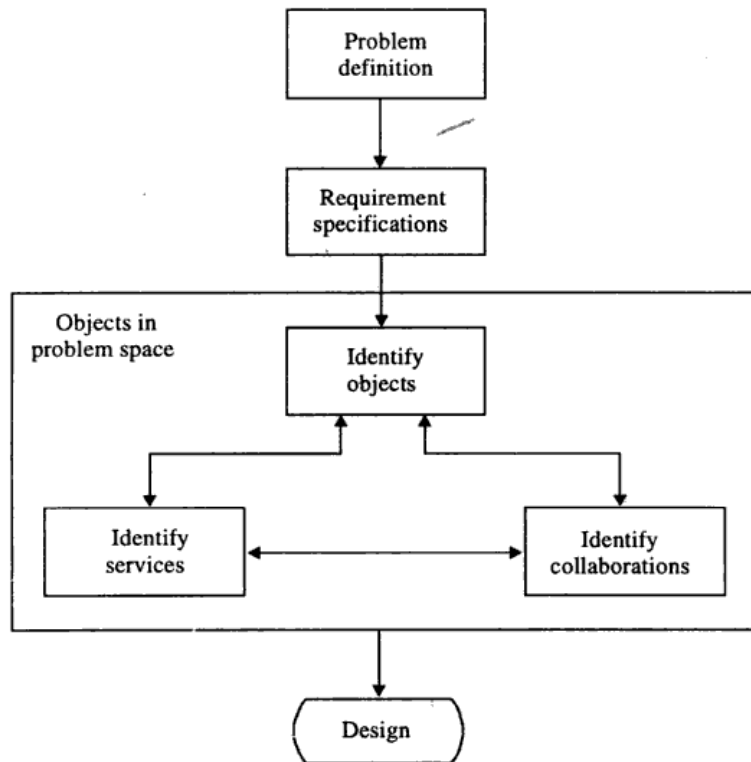 Problem
definition
Requirement
specifications
Objects in
problem space
Identify
objects
Identify
services
Identify
collaborations
Design